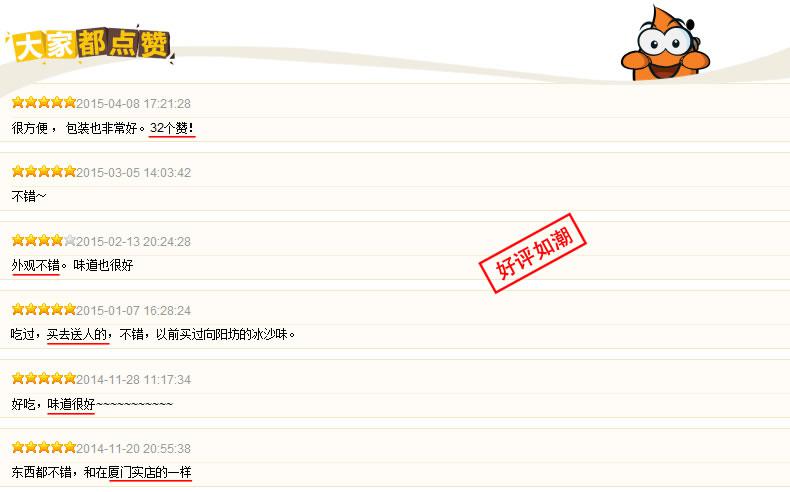 大家都点赞
2015-04-08 17:21:28
很方便，包装也非常好。32个赞！
2015-03-05 14:03:42
不错～
2015-02-13 20:24:28
外观不错。味道也很好
好评如潮
2015-01-07 16:28:24
吃过，买去送人的，不错，以前买过向阳坊的冰沙味。
2014-11-28 11:17:34
好吃，味道很好~~~~~~~~~~~
2014-11-20 20:55:38
东西都不错，和在厦门实店的一样